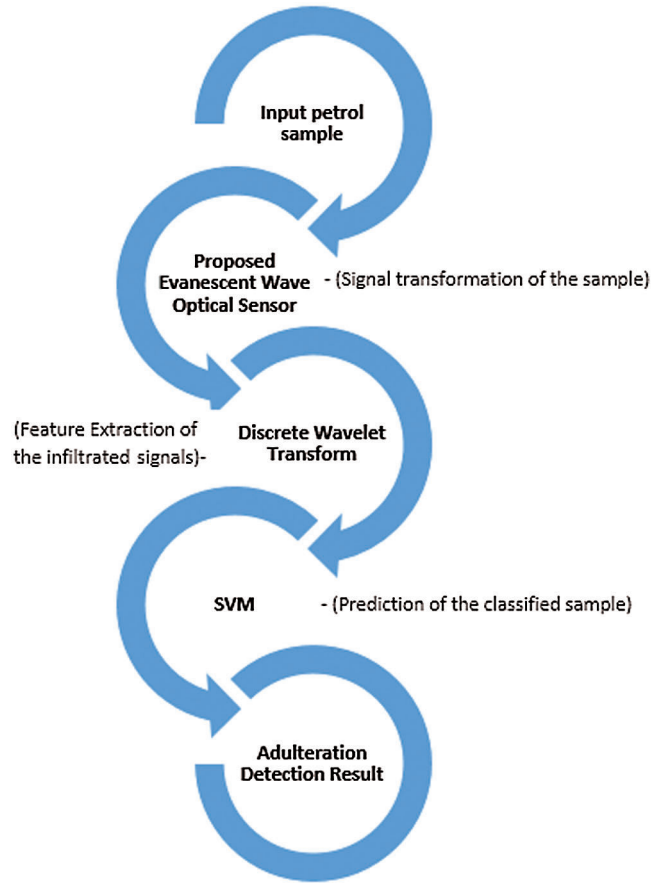 Input petrol
sample
Proposed
Evanescent Wave
Optical Sensor
- (Signal transformation of the sample)
(Feature Extraction of
the infiltrated signals)-
Discrete Wavelet
Transform
SVM
- (Prediction of the classified sample)
Adulteration
Detection Result